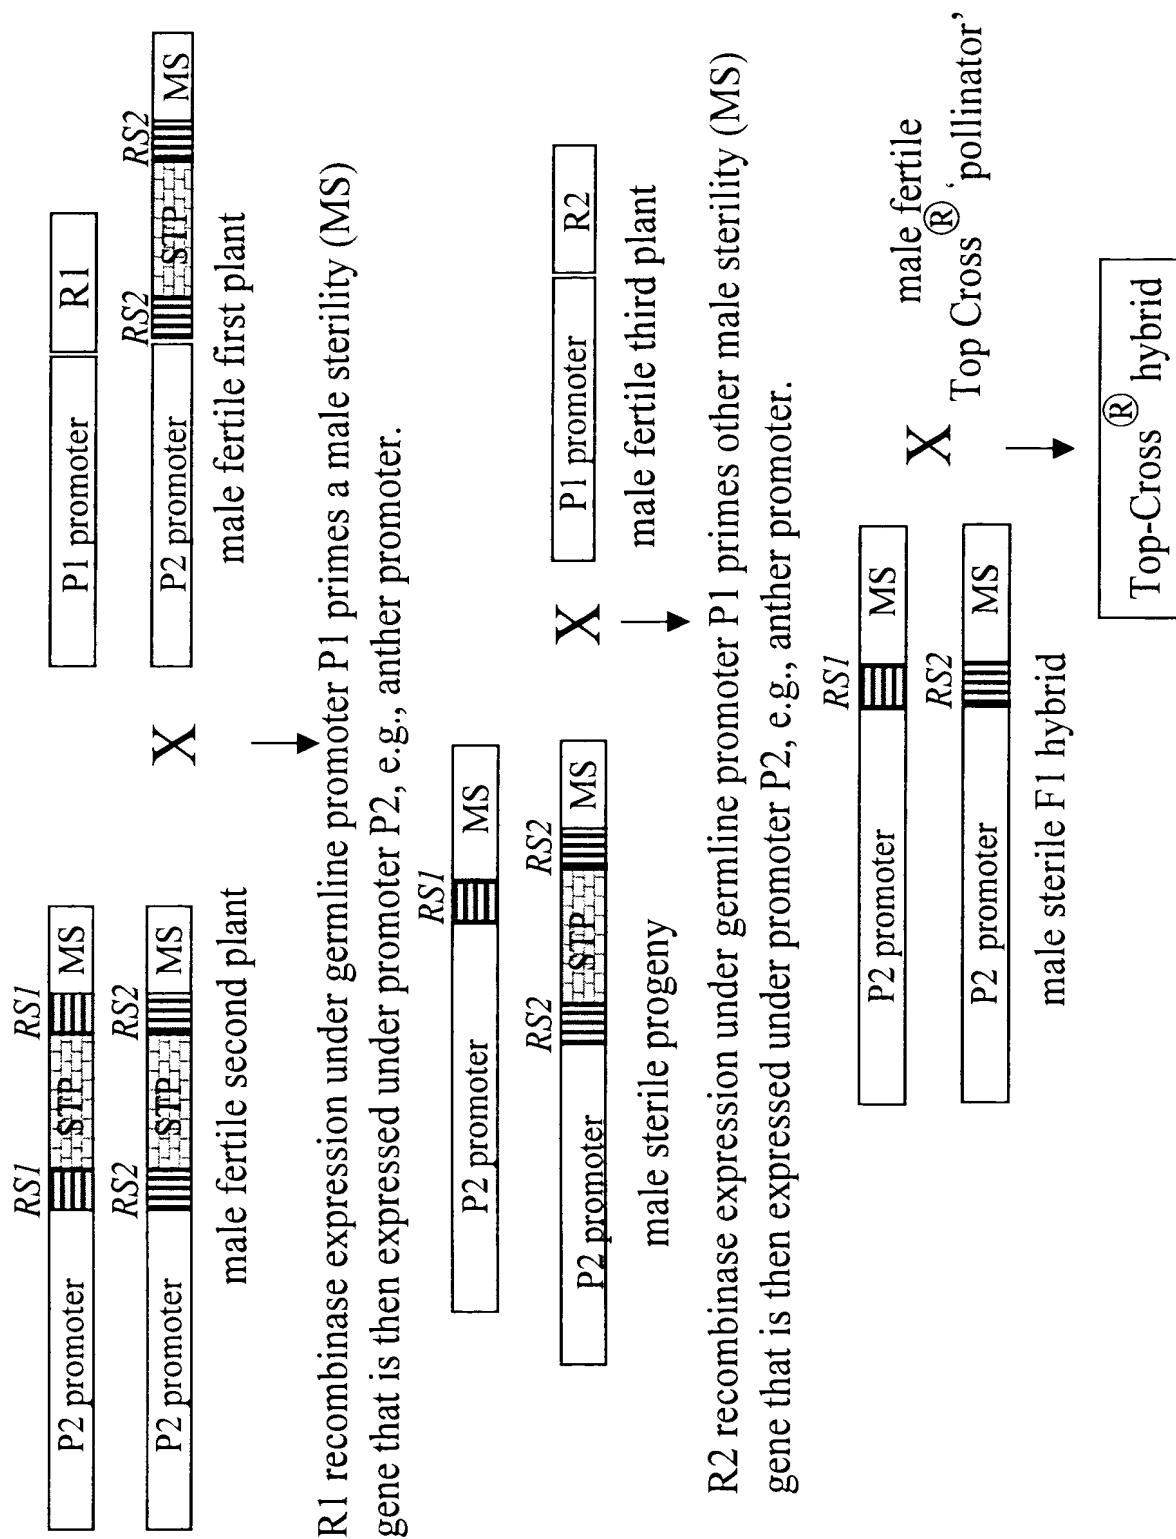 RS1 RS1
P2 promoter STP MS
RS2 RS2
P2 promoter STP MS
male fertile second plant
X
P1 promoter R1
RS2 RS2
P2 promoter STP MS
male fertile first plant
R1 recombinase expression under germline promoter P1 primes a male sterility (MS)
gene that is then expressed under promoter P2, e.g., anther promoter.
RS1
P2 promoter MS
RS2 RS2
P2 promoter STP MS
male sterile progeny
X
P1 promoter R2
male fertile third plant
R2 recombinase expression under germline promoter P1 primes other male sterility (MS)
gene that is then expressed under promoter P2, e.g., anther promoter.
RS1
P2 promoter MS
RS2
P2 promoter MS
male sterile F1 hybrid
X
male fertile
Top Cross® ‘pollinator’
Top-Cross® hybrid